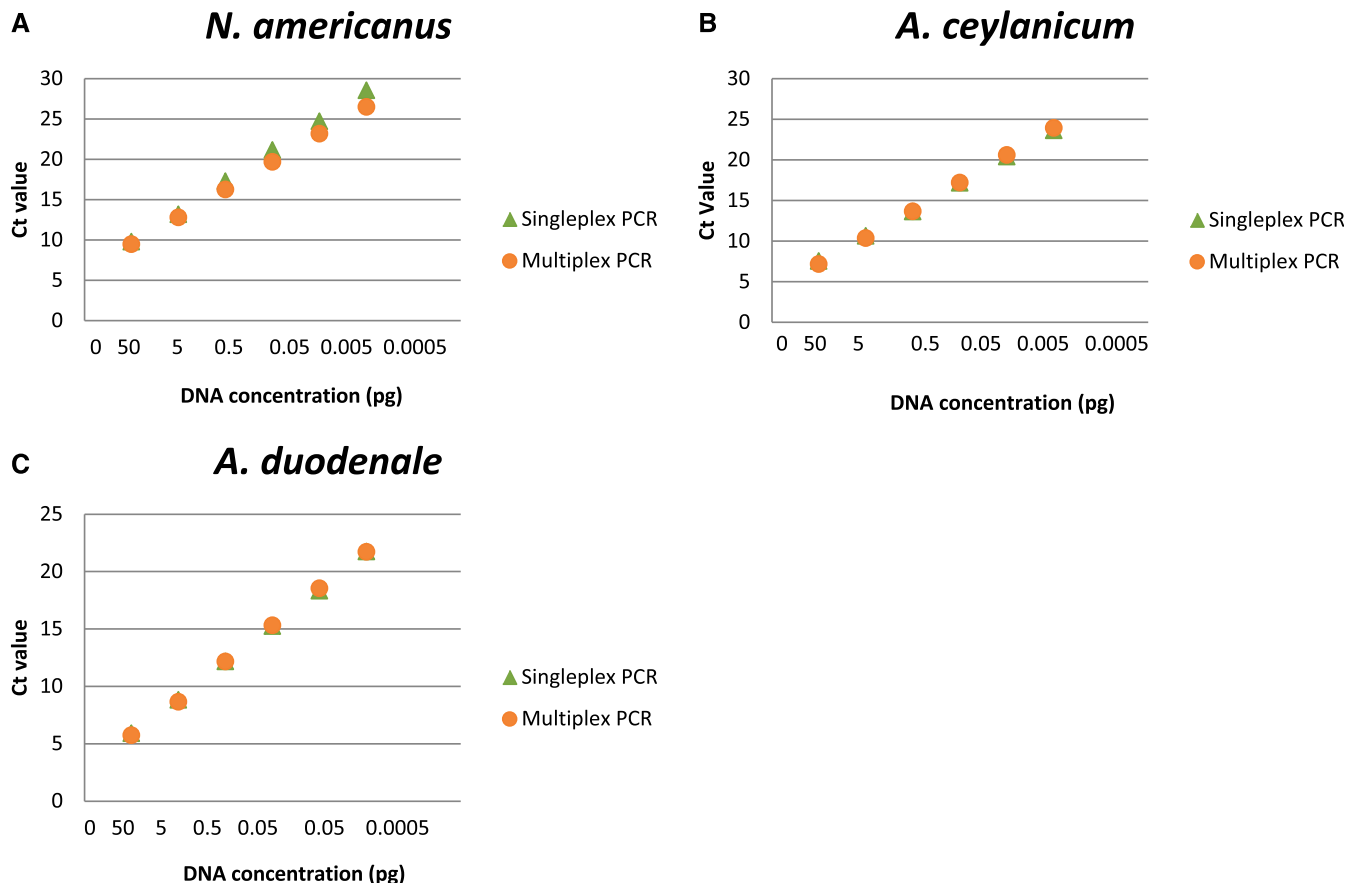 A
N. americanus
30
25
20
15
10
5
0
Ct value
0 50 5 0.5 0.05 0.005 0.0005
DNA concentration (pg)
Singleplex PCR
Multiplex PCR
B
A. ceylanicum
30
25
20
15
10
5
0
Ct Value
0 50 5 0.5 0.05 0.005 0.0005
DNA concentration (pg)
Singleplex PCR
Multiplex PCR
C
A. duodenale
25
20
15
10
5
0
Ct value
0 50 5 0.5 0.05 0.05 0.0005
DNA concentration (pg)
Singleplex PCR
Multiplex PCR